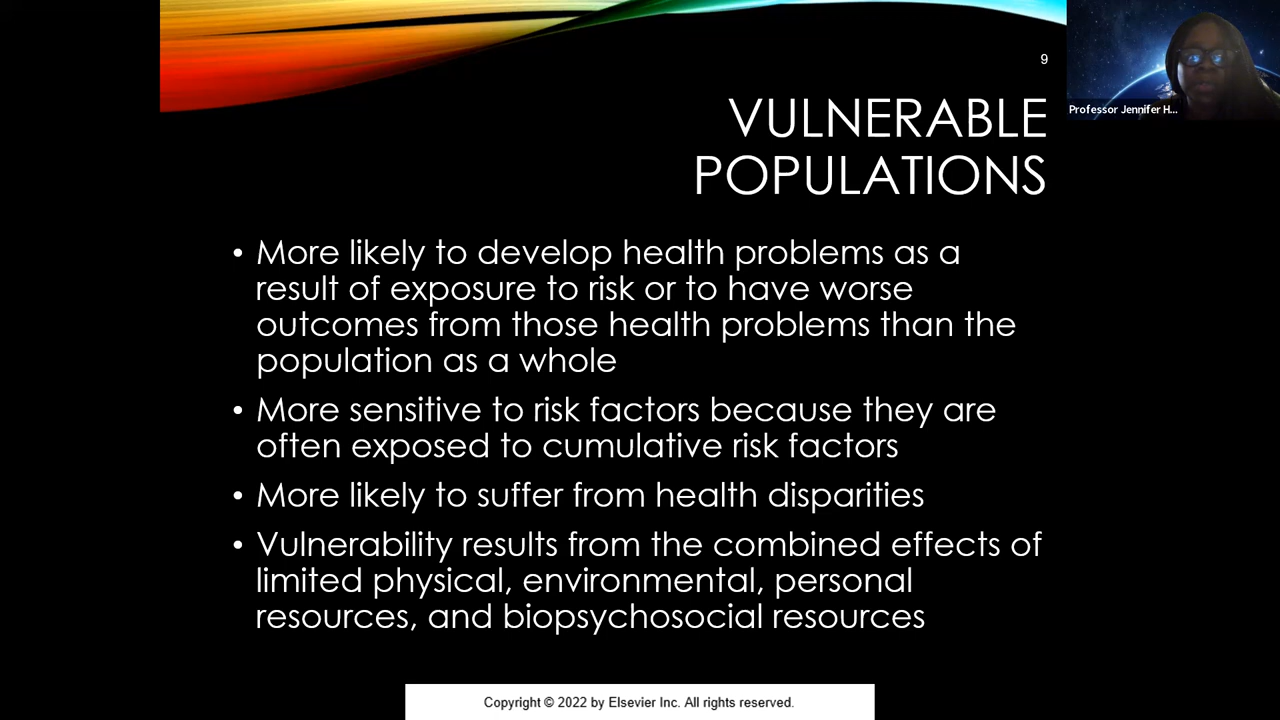 9
Professor Jennifer H...
VULNERABLE
POPULATIONS
• More likely to develop health problems as a
result of exposure to risk or to have worse
outcomes from those health problems than the
population as a whole
• More sensitive to risk factors because they are
often exposed to cumulative risk factors
• More likely to suffer from health disparities
• Vulnerability results from the combined effects of
limited physical, environmental, personal
resources, and biopsychosocial resources
Copyright © 2022 by Elsevier Inc. All rights reserved.